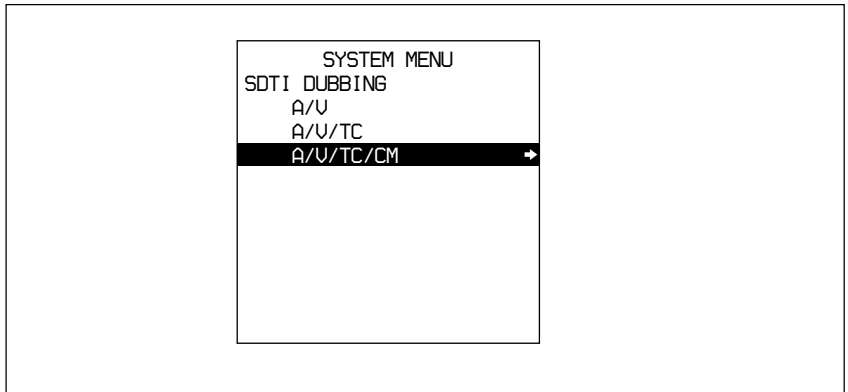 SYSTEM MENU
SDTI DUBBING
A/V
A/V/TC
A/V/TC/CM